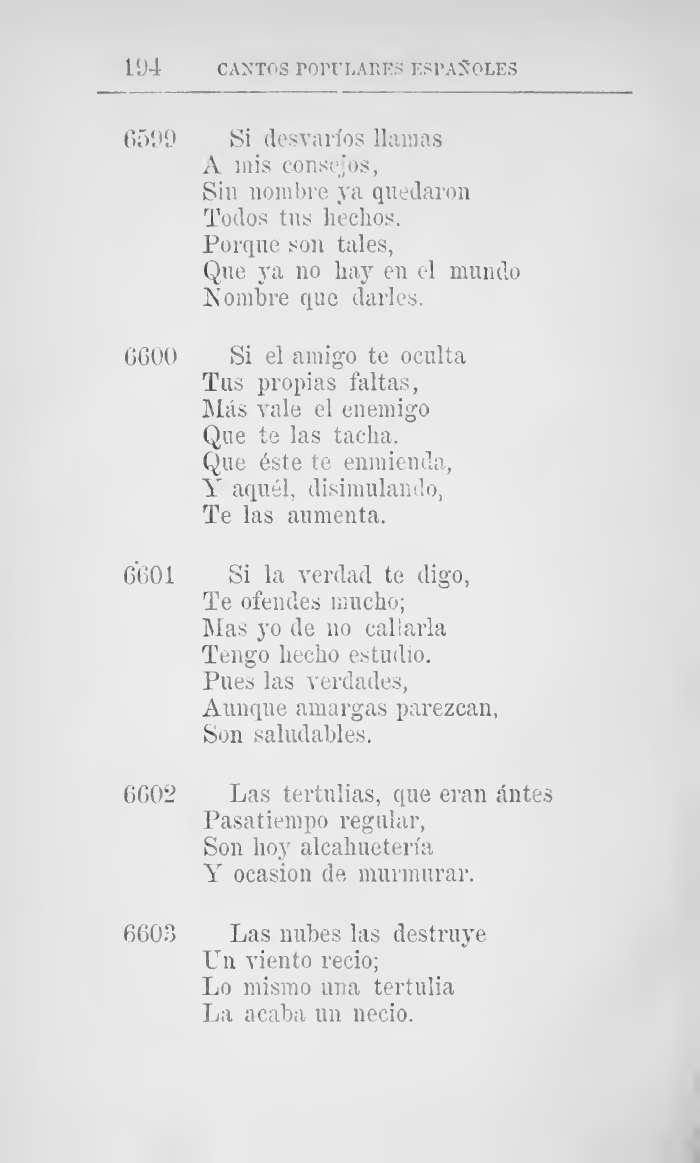 194 CANTOS POPULARES ESPAÑOLES
6599 Si desvaríos llamas
A mis consejos,
Sin nombre ya quedaron
Todos tus hechos.
Porque son tales,
Que ya no hay en el mundo
Nombre que darles.
6600 Si el amigo te oculta
Tus propias faltas,
Más vale el enemigo
Que te las tacha.
Que éste te enmienda,
Y aquél, disimulando,
Te las aumenta.
6601 Si la verdad te digo,
Te ofendes mucho;
Mas yo de no callarla
Tengo hecho estudio.
Pues las verdades,
Aunque amargas parezcan,
Son saludables.
6602 Las tertulias, que eran ántes
Pasatiempo regular,
Son hoy alcahuetería
Y ocasion de murmurar.
6603 Las nubes las destruye
Un viento recio;
Lo mismo una tertulia
La acaba un necio.